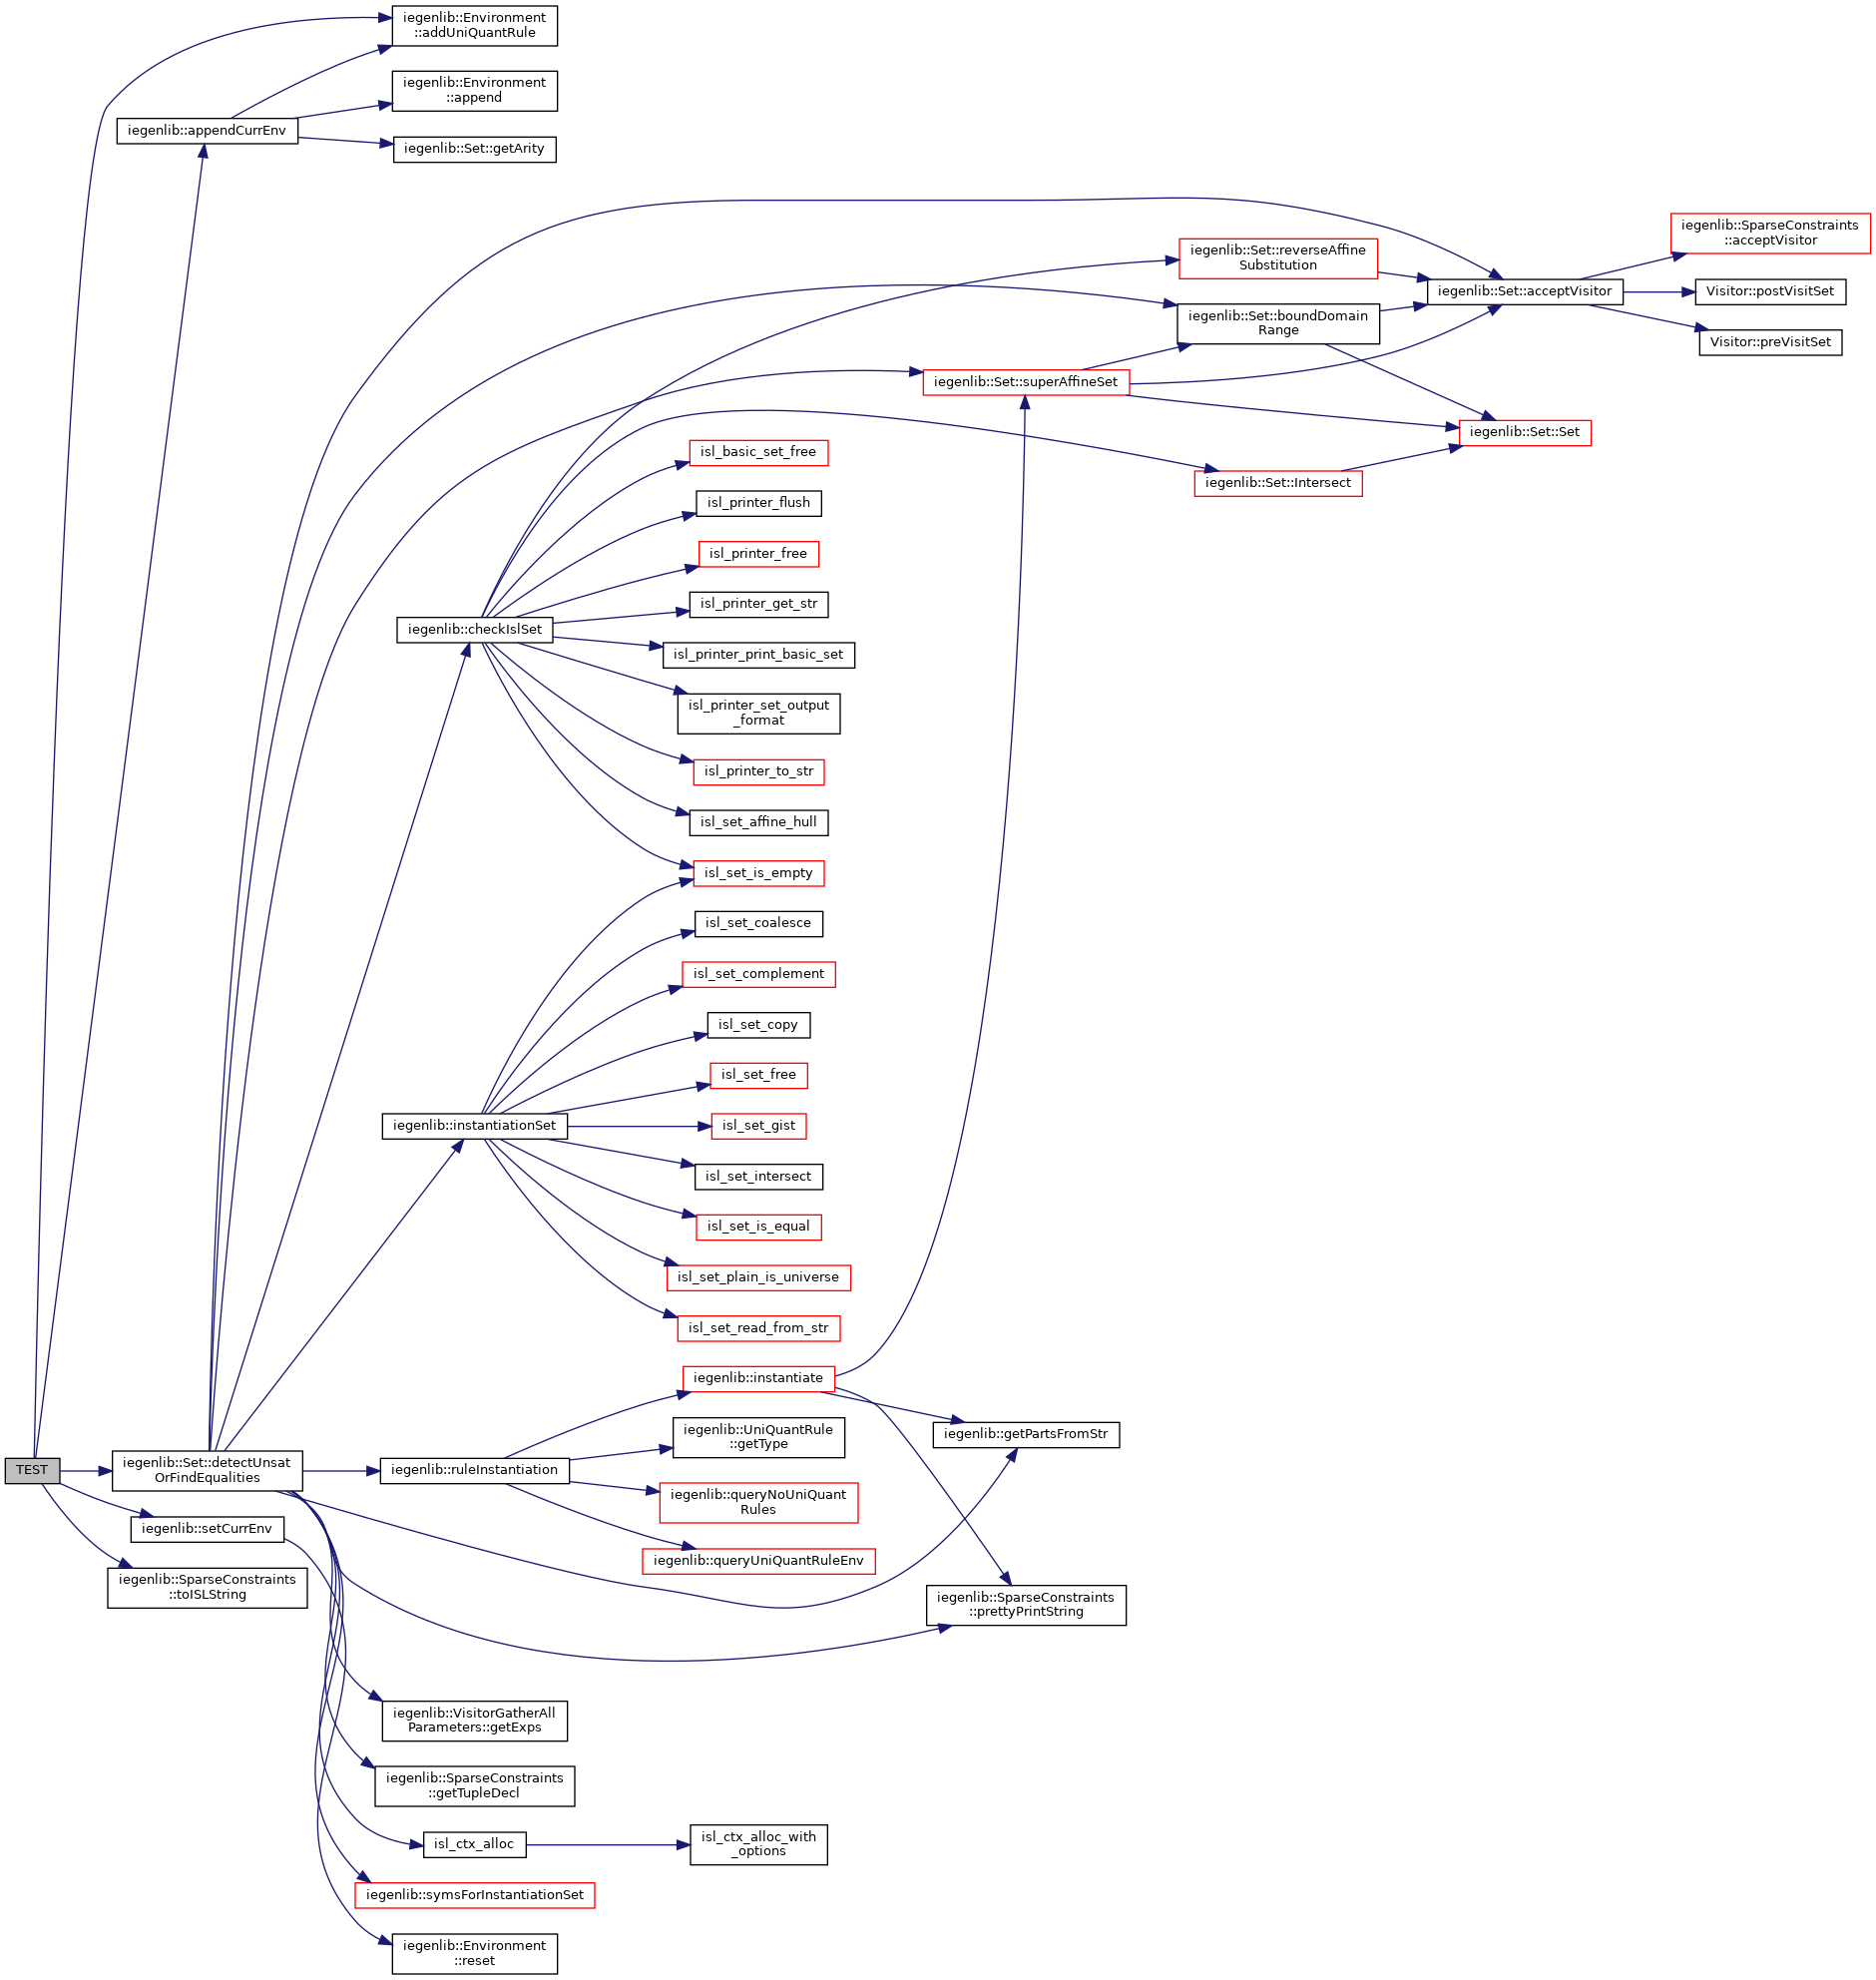 iegenlib::Environment
::addUniQuantRule
iegenlib::Environment
::append
iegenlib::appendCurrEnv
iegenlib::Set::getArity
iegenlib::SparseConstraints
::acceptVisitor
iegenlib::Set::reverseAffine
Substitution
iegenlib::Set::acceptVisitor
Visitor::postVisitSet
iegenlib::Set::boundDomain
Range
Visitor::preVisitSet
iegenlib::Set::superAffineSet
iegenlib::Set::Set
isl_basic_set_free
iegenlib::Set::Intersect
isl_printer_flush
isl_printer_free
isl_printer_get_str
iegenlib::checkIslSet
isl_printer_print_basic_set
isl_printer_set_output
_format
isl_printer_to_str
isl_set_affine_hull
isl_set_is_empty
isl_set_coalesce
isl_set_complement
isl_set_copy
isl_set_free
iegenlib::instantiationSet
isl_set_gist
isl_set_intersect
isl_set_is_equal
isl_set_plain_is_universe
isl_set_read_from_str
iegenlib::instantiate
iegenlib::UniQuantRule
::getType
iegenlib::getPartsFromStr
TEST
iegenlib::Set::detectUnsat
OrFindEqualities
iegenlib::ruleInstantiation
iegenlib::queryNoUniQuant
Rules
iegenlib::setCurrEnv
iegenlib::queryUniQuantRuleEnv
iegenlib::SparseConstraints
::toISLString
iegenlib::SparseConstraints
::prettyPrintString
iegenlib::VisitorGatherAll
Parameters::getExps
iegenlib::SparseConstraints
::getTupleDecl
isl_ctx_alloc
isl_ctx_alloc_with
_options
iegenlib::symsForInstantiationSet
iegenlib::Environment
::reset